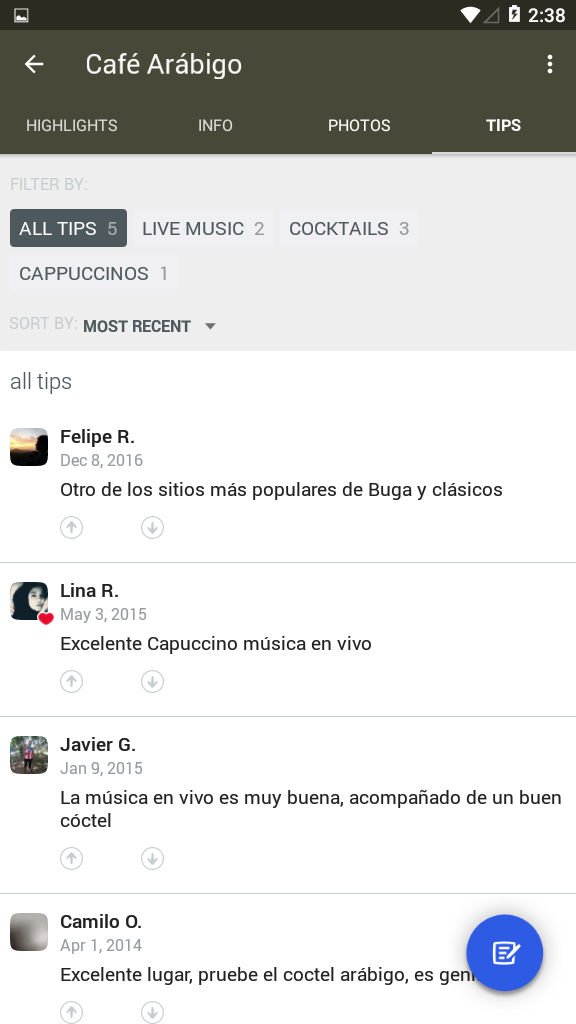 2:38
Café Arábigo
HIGHLIGHTS INFO PHOTOS TIPS
FILTER BY:
ALL TIPS 5 LIVE MUSIC 2 COCKTAILS 3
CAPPUCCINOS 1
SORT BY: MOST RECENT
all tips
Felipe R.
Dec 8, 2016
Otro de los sitios más populares de Buga y clásicos
Lina R.
May 3, 2015
Excelente Capuccino música en vivo
Javier G.
Jan 9, 2015
La música en vivo es muy buena, acompañado de un buen
cóctel
Camilo O.
Apr 1, 2014
Excelente lugar, pruebe el coctel arábigo, es